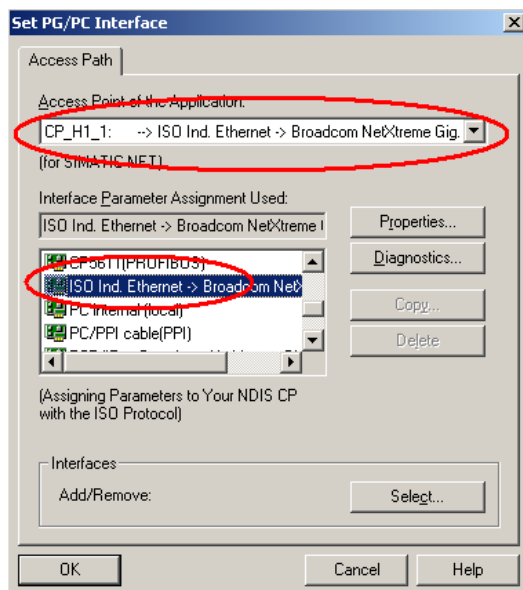 Set PG/PC Interface
Access Path
Access Point of the Application:
CP_H1_1: --> ISO Ind. Ethernet -> Broadcom NetXtreme Gig.
(for SIMATIC NET)
Interface Parameter Assignment Used:
ISO Ind. Ethernet -> Broadcom NetXtreme
Properties...
Diagnostics...
CP5611(PROFIBUS)
ISO Ind. Ethernet -> Broadcom NetX
PC internal (local)
PC/PPI cable(PPI)
Copy...
Delete
(Assigning Parameters to Your NDIS CP
with the ISO Protocol)
Interfaces
Add/Remove:
Select...
OK
Cancel
Help